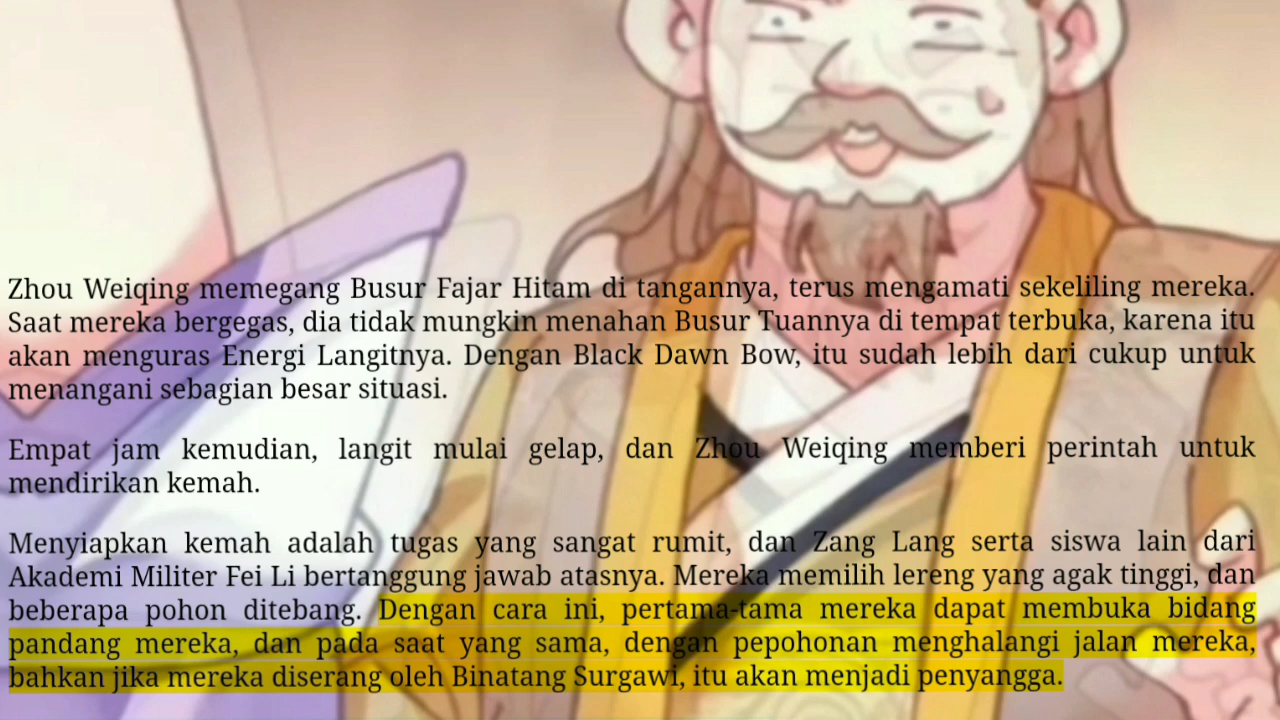 Zhou Weiqing memegang Busur Fajar Hitam di tangannya, terus mengamati sekeliling mereka.
Saat mereka bergegas, dia tidak mungkin menahan Busur Tuannya di tempat terbuka, karena itu
akan menguras Energi Langitnya. Dengan Black Dawn Bow, itu sudah lebih dari cukup untuk
menangani sebagian besar situasi.
Empat jam kemudian, langit mulai gelap, dan Zhou Weiqing memberi perintah untuk
mendirikan kemah.
Menyiapkan kemah adalah tugas yang sangat rumit, dan Zang Lang serta siswa lain dari
Akademi Militer Fei Li bertanggung jawab atasnya. Mereka memilih lereng yang agak tinggi, dan
beberapa pohon ditebang. Dengan cara ini, pertama-tama mereka dapat membuka bidang
pandang mereka, dan pada saat yang sama, dengan pepohonan menghalangi jalan mereka,
bahkan jika mereka diserang oleh Binatang Surgawi, itu akan menjadi penyangga.